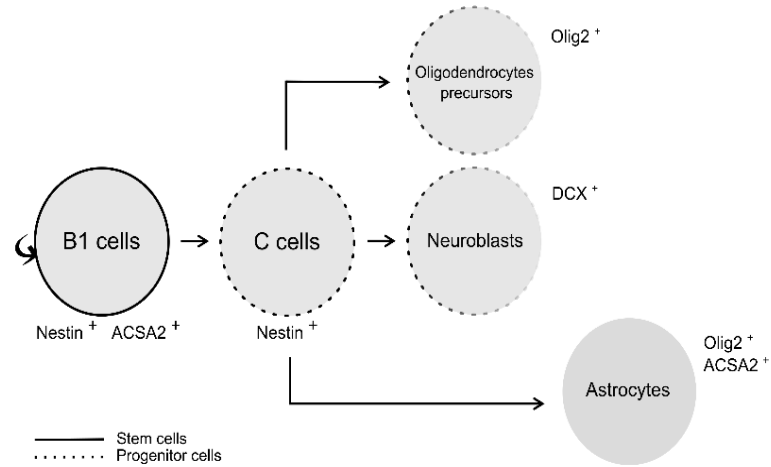 Olig2 +
Oligodendrocytes
precursors
DCX +
B1 cells
C cells
Neuroblasts
Nestin + ACSA2 +
Nestin +
Olig2 +
ACSA2 +
Astrocytes
Stem cells
Progenitor cells